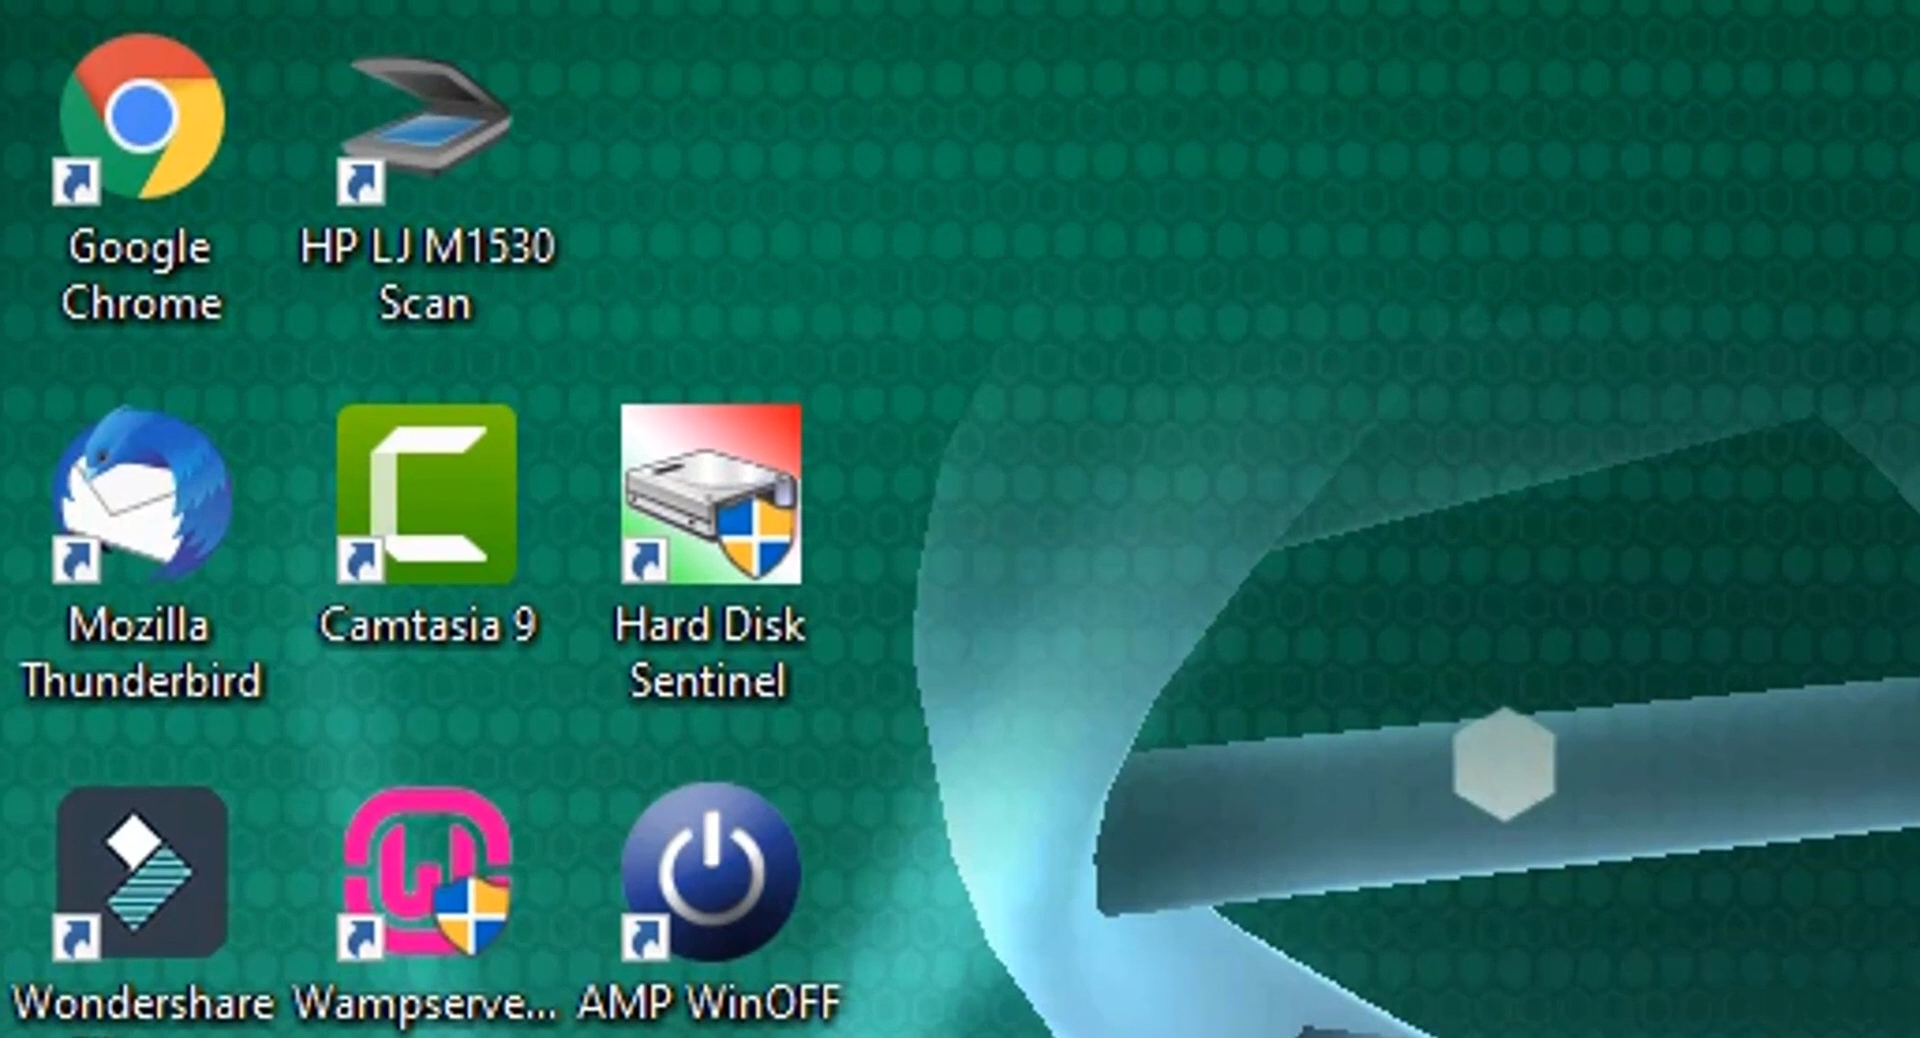 Google
Chrome
HP LJ M1530
Scan
Mozilla
Thunderbird
Camtasia 9
Hard Disk
Sentinel
Wondershare
Wampserve...
AMP WinOFF